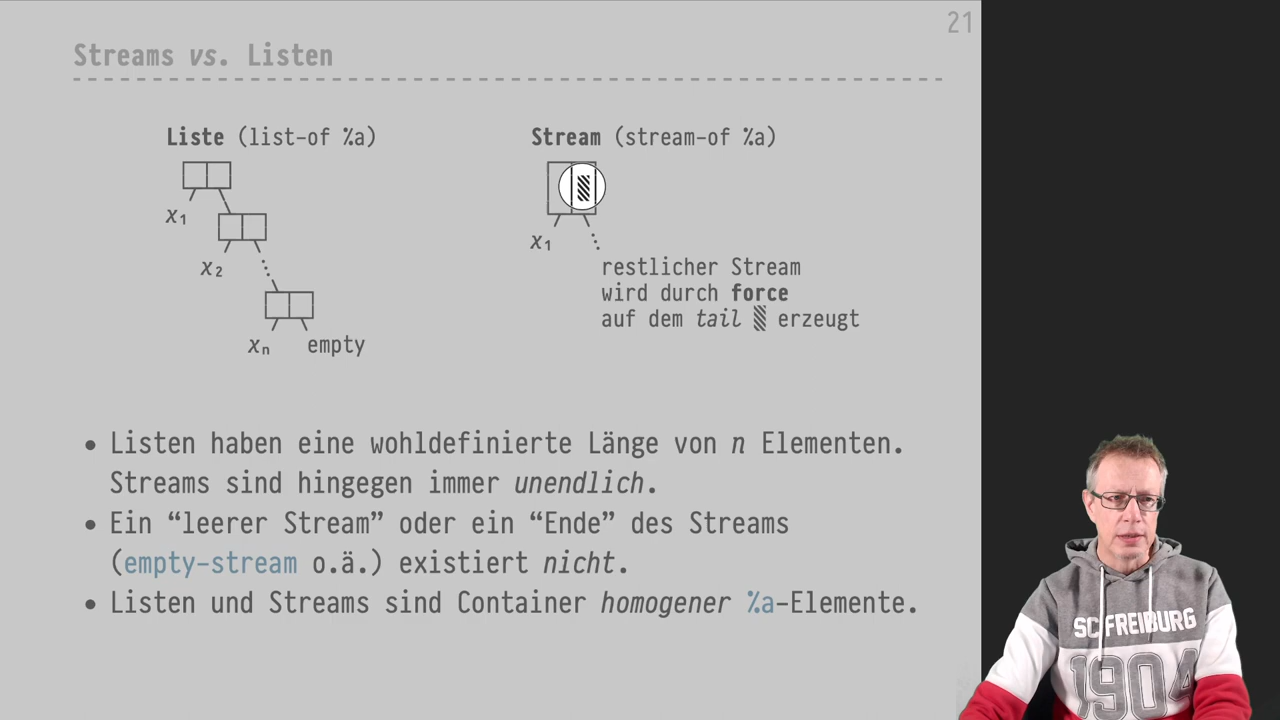 21
Streams vs. Listen
Liste (list-of %a)
x1
x2
xn
empty
Stream (stream-of %a)
x1
restlicher Stream
wird durch force
auf dem tail erzeugt
• Listen haben eine wohldefinierte Länge von n Elementen.
Streams sind hingegen immer unendlich.
• Ein “leerer Stream” oder ein “Ende” des Streams
(empty-stream o.ä.) existiert nicht.
• Listen und Streams sind Container homogener %a-Elemente.
SC FREIBURG
1904